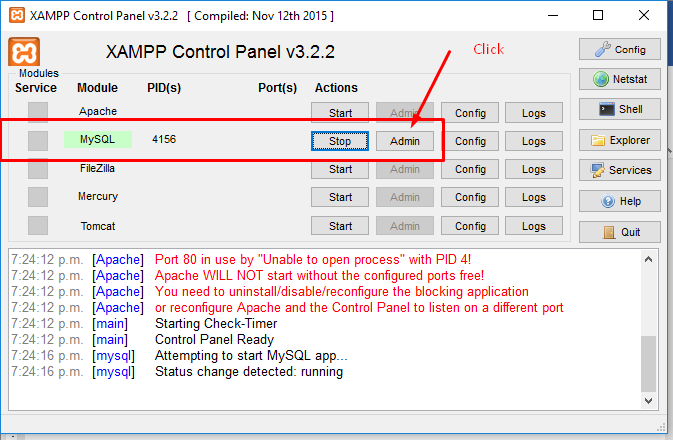 XAMPP Control Panel v3.2.2 [ Compiled: Nov 12th 2015 ]
XAMPP Control Panel v3.2.2
Click
Config
Modules
Service Module PID(s) Port(s) Actions
Netstat
Apache Start Admin Config Logs
Shell
MySQL 4156 Stop Admin Config Logs
Explorer
FileZilla Start Admin Config Logs
Services
Mercury Start Admin Config Logs
Help
Tomcat Start Admin Config Logs
Quit
7:24:12 p.m. [Apache] Port 80 in use by "Unable to open process" with PID 4!
7:24:12 p.m. [Apache] Apache WILL NOT start without the configured ports free!
7:24:12 p.m. [Apache] You need to uninstall/disable/reconfigure the blocking application
7:24:12 p.m. [Apache] or reconfigure Apache and the Control Panel to listen on a different port
7:24:12 p.m. [main] Starting Check-Timer
7:24:12 p.m. [main] Control Panel Ready
7:24:16 p.m. [mysql] Attempting to start MySQL app...
7:24:16 p.m. [mysql] Status change detected: running